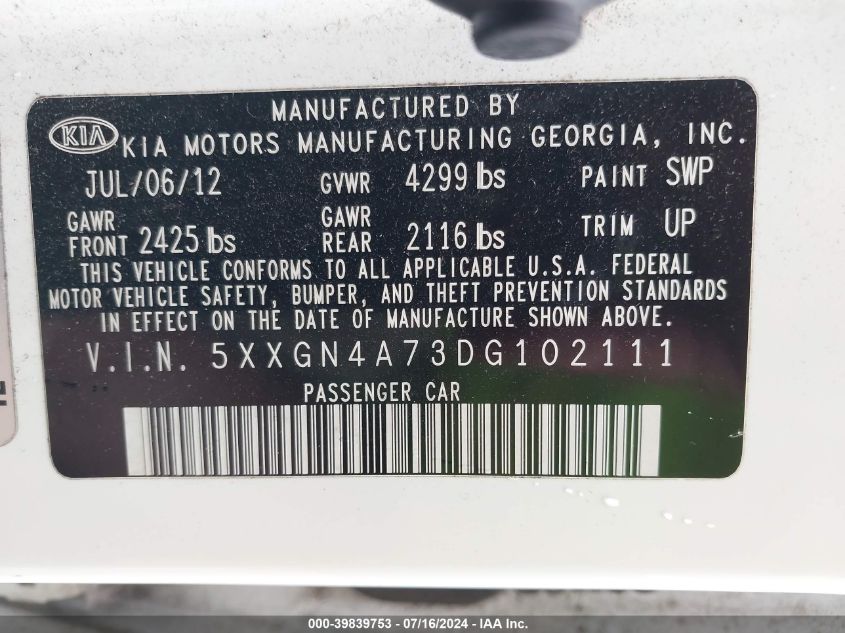 MANUFACTURED BY
KIA KIA MOTORS MANUFACTURING GEORGIA, INC.
JUL/06/12 GVWR 4299 lbs PAINT SWP
GAWR FRONT 2425 lbs GAWR REAR 2116 lbs TRIM UP
THIS VEHICLE CONFORMS TO ALL APPLICABLE U.S.A. FEDERAL
MOTOR VEHICLE SAFETY, BUMPER, AND THEFT PREVENTION STANDARDS
IN EFFECT ON THE DATE OF MANUFACTURE SHOWN ABOVE.
V.I.N. 5XXGN4A73DG102111
PASSENGER CAR
000-39839753 - 07/16/2024 - IAA Inc.